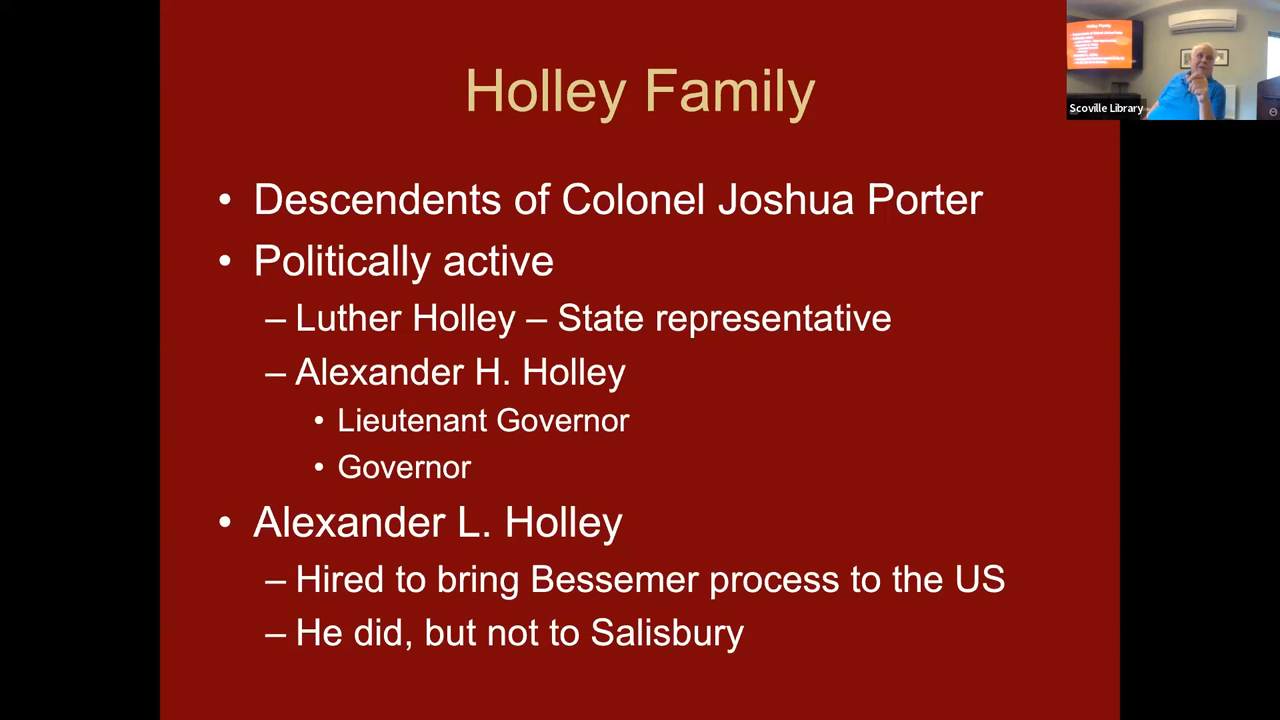 Holley Family
• Descendents of Colonel Joshua Porter
• Politically active
– Luther Holley – State representative
– Alexander H. Holley
• Lieutenant Governor
• Governor
• Alexander L. Holley
– Hired to bring Bessemer process to the US
– He did, but not to Salisbury
Scoville Library